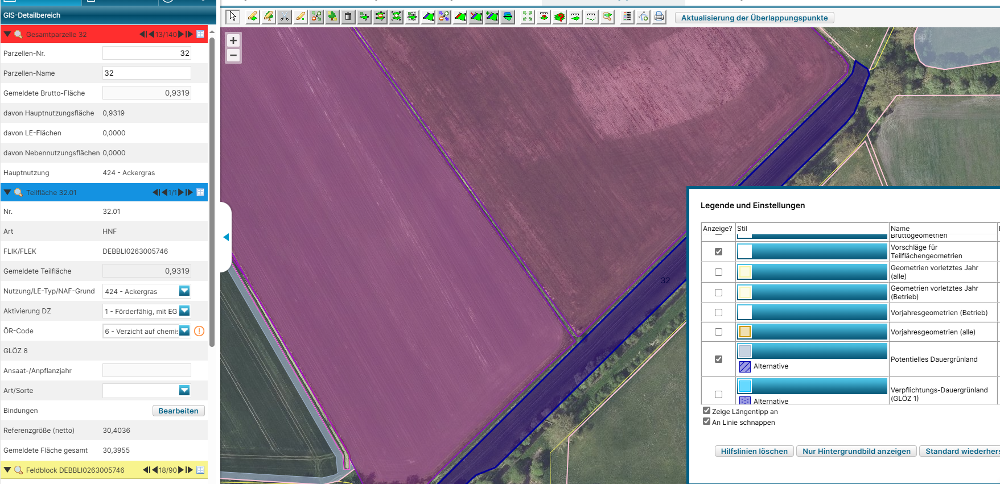 GIS-Detailbereich
Gesamtparzelle 32
13/140
Parzellen-Nr.
32
Parzellen-Name
32
Gemeldete Brutto-Fläche
0,9319
davon Hauptnutzungsfläche
0,9319
davon LE-Flächen
0,0000
davon Nebennutzungsflächen
0,0000
Hauptnutzung
424 - Ackergras
Teilfläche 32.01
1/1
Nr.
32.01
Art
HNF
FLIK/FLEK
DEBBLI0263005746
Gemeldete Teilfläche
0,9319
Nutzung/LE-Typ/NAF-Grund
424 - Ackergras
Aktivierung DZ
1 - Förderfähig, mit EG
ÖR-Code
6 - Verzicht auf chemis
GLÖZ 8
Ansaat-/Anpflanzjahr
Art/Sorte
Bindungen
Bearbeiten
Referenzgröße (netto)
30,4036
Gemeldete Fläche gesamt
30,3955
Feldblock DEBBLI0263005746
18/90
Aktualisierung der Überlappungspunkte
+
−
32
Legende und Einstellungen
Anzeige?
Stil
Name
Bruttogeometrien
Vorschläge für
Teilflächengeometrien
Geometrien vorletztes Jahr
(alle)
Geometrien vorletztes Jahr
(Betrieb)
Vorjahresgeometrien (Betrieb)
Vorjahresgeometrien (alle)
Alternative
Potentielles Dauergrünland
Alternative
Verpflichtungs-Dauergrünland
(GLÖZ 1)
Zeige Längentipp an
An Linie schnappen
Hilfslinien löschen
Nur Hintergrundbild anzeigen
Standard wiederhers